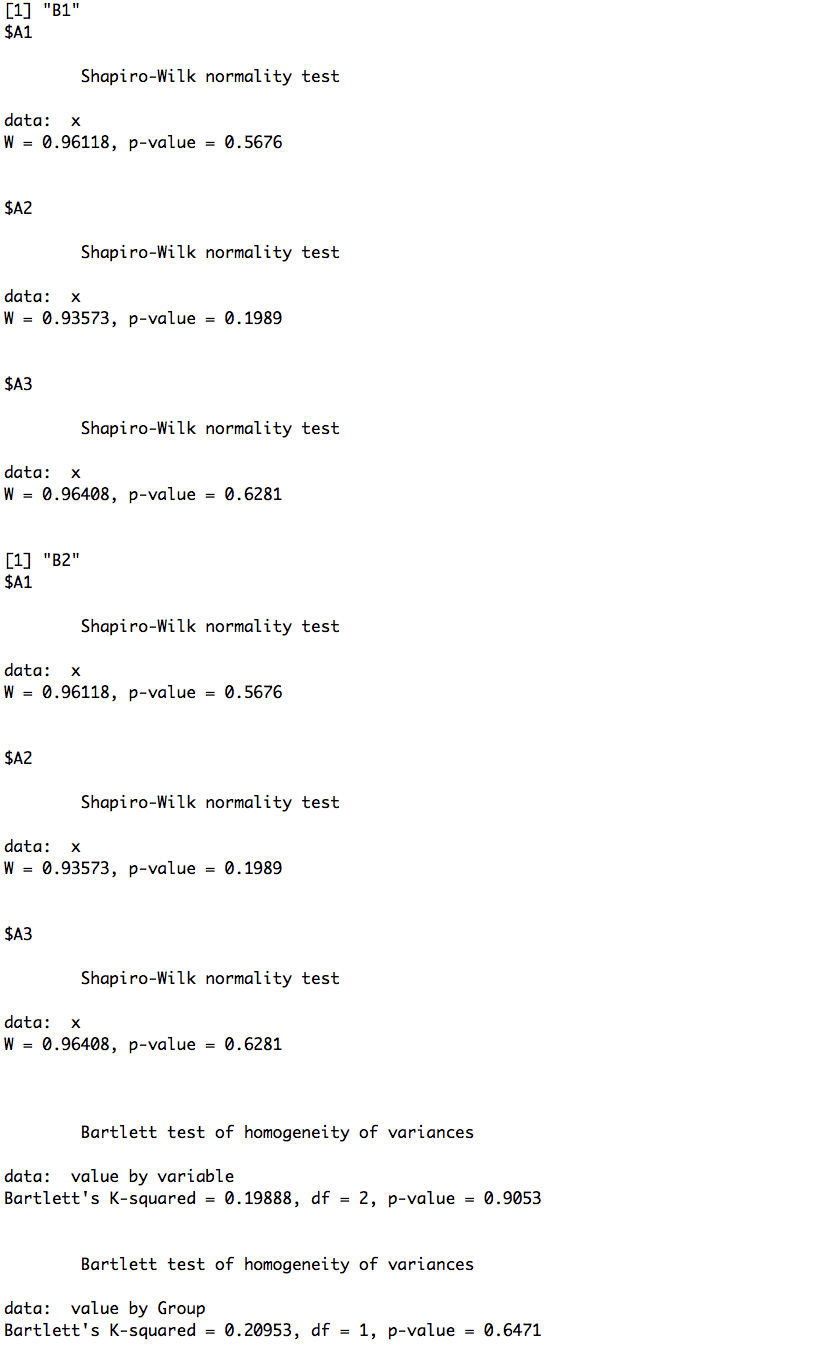 [1] "B1"
$A1
Shapiro-Wilk normality test
data:  x
W = 0.96118, p-value = 0.5676
$A2
Shapiro-Wilk normality test
data:  x
W = 0.93573, p-value = 0.1989
$A3
Shapiro-Wilk normality test
data:  x
W = 0.96408, p-value = 0.6281
[1] "B2"
$A1
Shapiro-Wilk normality test
data:  x
W = 0.96118, p-value = 0.5676
$A2
Shapiro-Wilk normality test
data:  x
W = 0.93573, p-value = 0.1989
$A3
Shapiro-Wilk normality test
data:  x
W = 0.96408, p-value = 0.6281
Bartlett test of homogeneity of variances
data:  value by variable
Bartlett's K-squared = 0.19888, df = 2, p-value = 0.9053
Bartlett test of homogeneity of variances
data:  value by Group
Bartlett's K-squared = 0.20953, df = 1, p-value = 0.6471